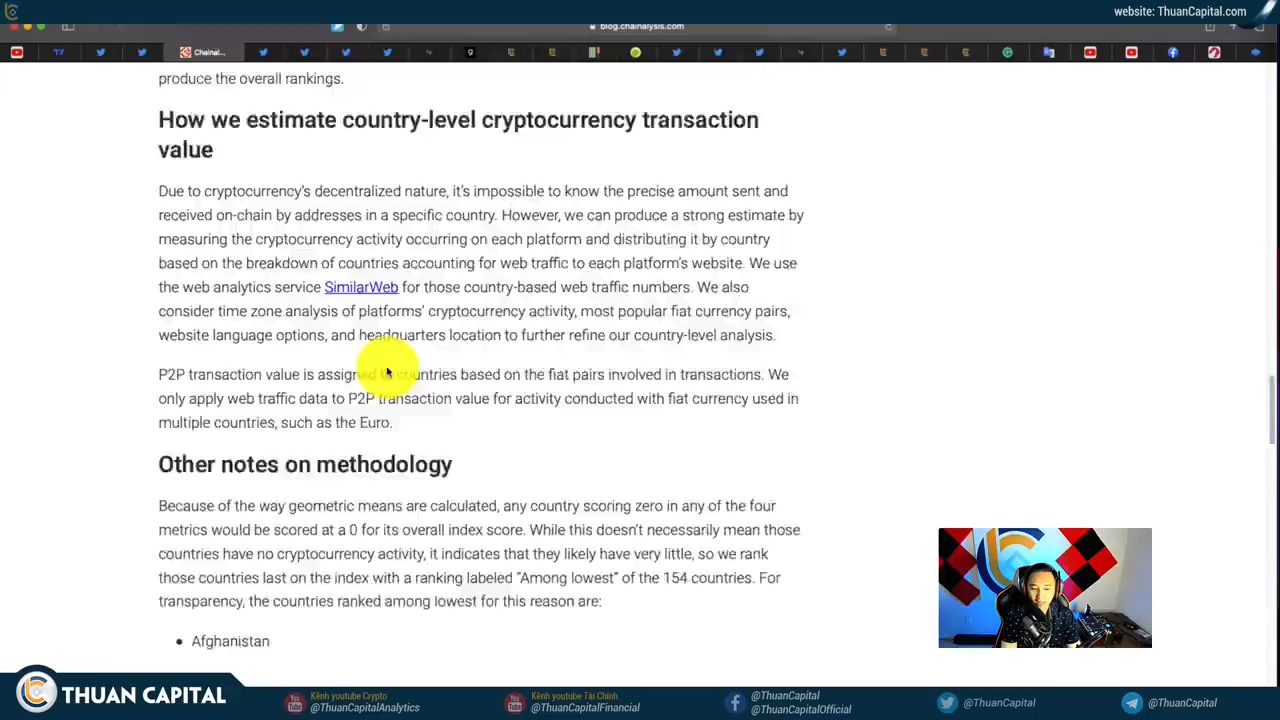 website: ThuanCapital.com
blog.chainalysis.com
Chainal...
produce the overall rankings.
How we estimate country-level cryptocurrency transaction
value
Due to cryptocurrency's decentralized nature, it's impossible to know the precise amount sent and
received on-chain by addresses in a specific country. However, we can produce a strong estimate by
measuring the cryptocurrency activity occurring on each platform and distributing it by country
based on the breakdown of countries accounting for web traffic to each platform's website. We use
the web analytics service SimilarWeb for those country-based web traffic numbers. We also
consider time zone analysis of platforms' cryptocurrency activity, most popular fiat currency pairs,
website language options, and headquarters location to further refine our country-level analysis.
P2P transaction value is assigned to countries based on the fiat pairs involved in transactions. We
only apply web traffic data to P2P transaction value for activity conducted with fiat currency used in
multiple countries, such as the Euro.
Other notes on methodology
Because of the way geometric means are calculated, any country scoring zero in any of the four
metrics would be scored at a 0 for its overall index score. While this doesn't necessarily mean those
countries have no cryptocurrency activity, it indicates that they likely have very little, so we rank
those countries last on the index with a ranking labeled "Among lowest" of the 154 countries. For
transparency, the countries ranked among lowest for this reason are:
• Afghanistan
THUAN CAPITAL
Kênh youtube Crypto
@ThuanCapitalAnalytics
Kênh youtube Tài Chính
@ThuanCapitalFinancial
@ThuanCapital
@ThuanCapitalOfficial
@ThuanCapital
@ThuanCapital